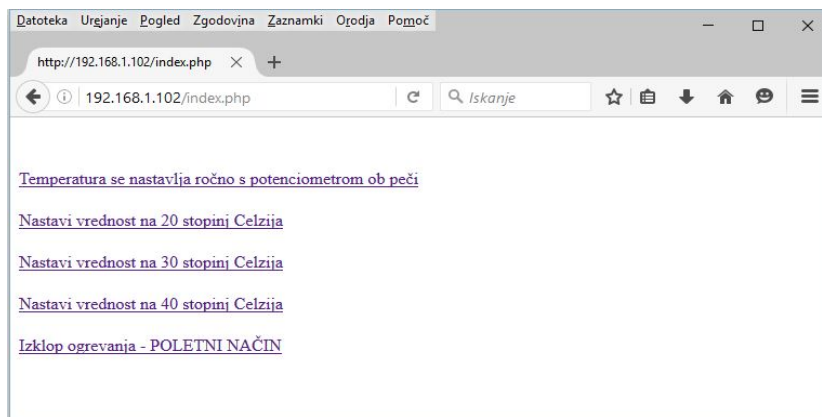 Datoteka Urejanje Pogled Zgodovina Zaznamki Orodja Pomoč
http://192.168.1.102/index.php
192.168.1.102/index.php Iskanje
Temperatura se nastavlja ročno s potenciometrom ob peči
Nastavi vrednost na 20 stopinj Celzija
Nastavi vrednost na 30 stopinj Celzija
Nastavi vrednost na 40 stopinj Celzija
Izklop ogrevanja - POLETNI NAČIN